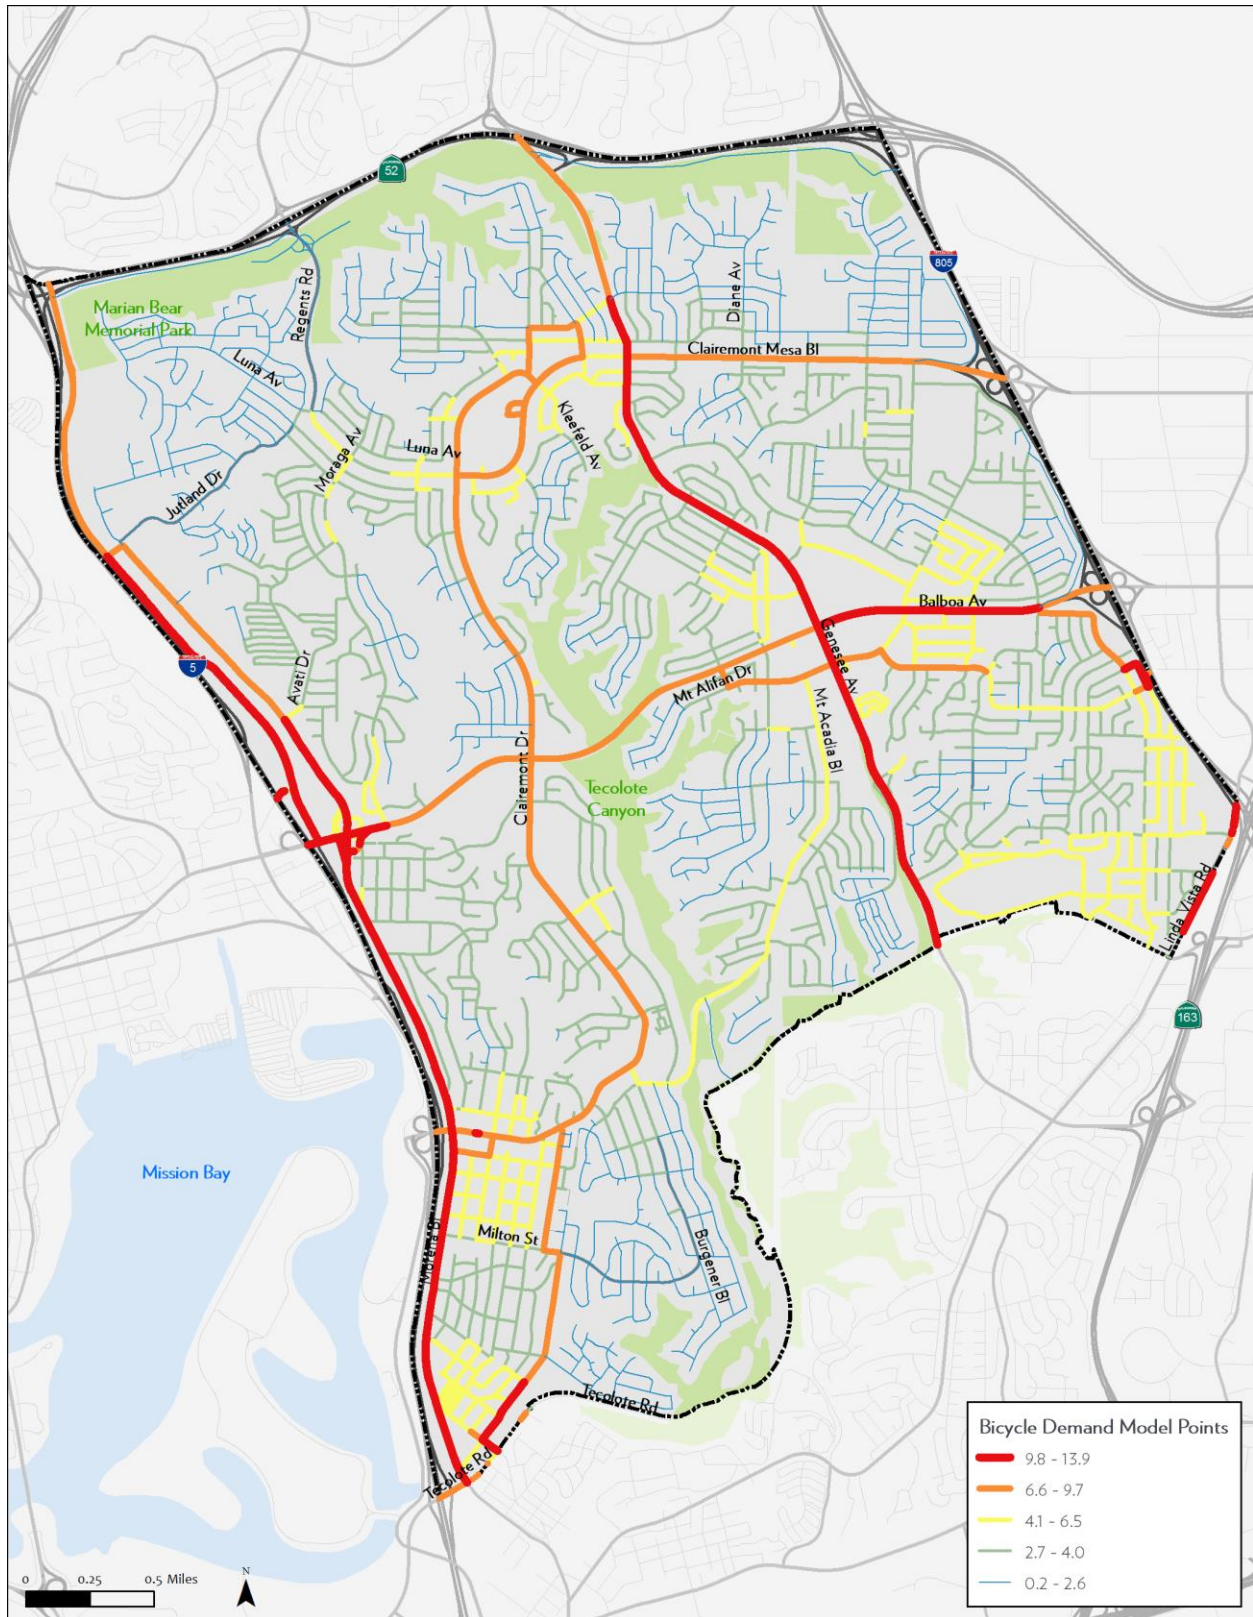 52
805
Marian Bear
Memorial Park
Regents Rd
Diane Av
Clairemont Mesa Bl
Luna Av
Kleefeld Av
Moraga Av
Luna Av
Jutland Dr
Balboa Av
Genesee Av
5
Avati Dr
Mt Alifan Dr
Mt Acadia Bl
Clairemont Dr
Tecolote
Canyon
Linda Vista Rd
163
Mission Bay
Milton St
Morena Bl
Burgener Bl
Tecolote Rd
Tecolote Rd
Bicycle Demand Model Points
9.8 - 13.9
6.6 - 9.7
4.1 - 6.5
2.7 - 4.0
0.2 - 2.6
0 0.25 0.5 Miles
N